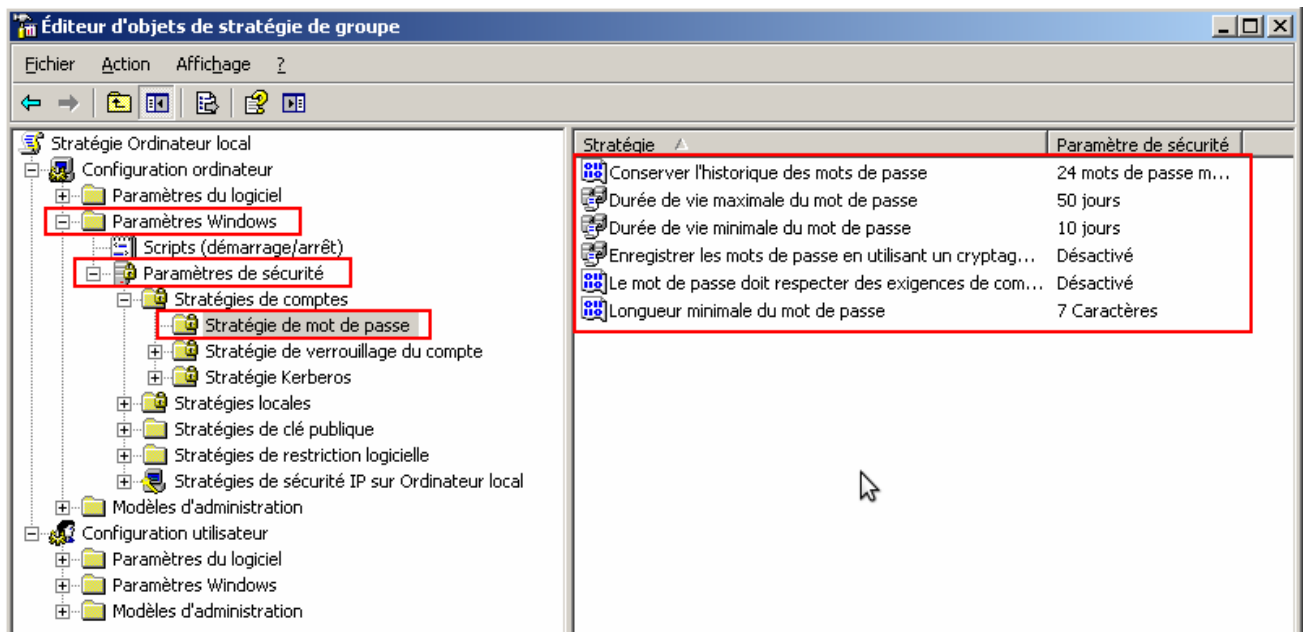 Éditeur d'objets de stratégie de groupe
Fichier Action Affichage ?
Stratégie Ordinateur local
Configuration ordinateur
Paramètres du logiciel
Paramètres Windows
Scripts (démarrage/arrêt)
Paramètres de sécurité
Stratégies de comptes
Stratégie de mot de passe
Stratégie de verrouillage du compte
Stratégie Kerberos
Stratégies locales
Stratégies de clé publique
Stratégies de restriction logicielle
Stratégies de sécurité IP sur Ordinateur local
Modèles d'administration
Configuration utilisateur
Paramètres du logiciel
Paramètres Windows
Modèles d'administration
Stratégie Paramètre de sécurité
Conserver l'historique des mots de passe 24 mots de passe m...
Durée de vie maximale du mot de passe 50 jours
Durée de vie minimale du mot de passe 10 jours
Enregistrer les mots de passe en utilisant un cryptag... Désactivé
Le mot de passe doit respecter des exigences de com... Désactivé
Longueur minimale du mot de passe 7 Caractères